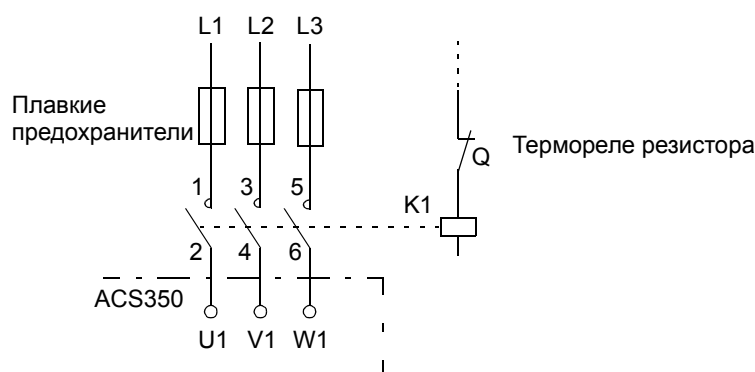 L1 L2 L3
Плавкие
предохранители
Термореле резистора
Q
1 3 5
K1
2 4 6
ACS350
U1 V1 W1